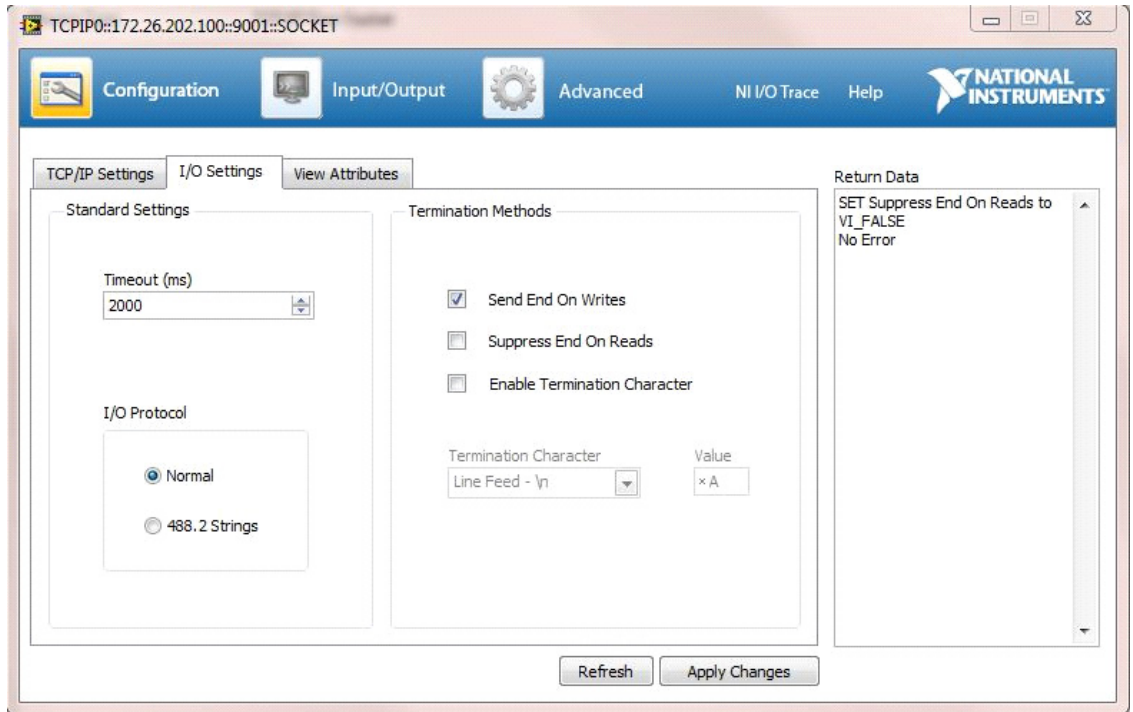 TCPIP0::172.26.202.100::9001::SOCKET
Configuration
Input/Output
Advanced
NI I/O Trace
Help
NATIONAL
INSTRUMENTS
TCP/IP Settings
I/O Settings
View Attributes
Standard Settings
Timeout (ms)
2000
I/O Protocol
Normal
488.2 Strings
Termination Methods
Send End On Writes
Suppress End On Reads
Enable Termination Character
Termination Character
Line Feed - \n
Value
×A
Return Data
SET Suppress End On Reads to
VI_FALSE
No Error
Refresh
Apply Changes